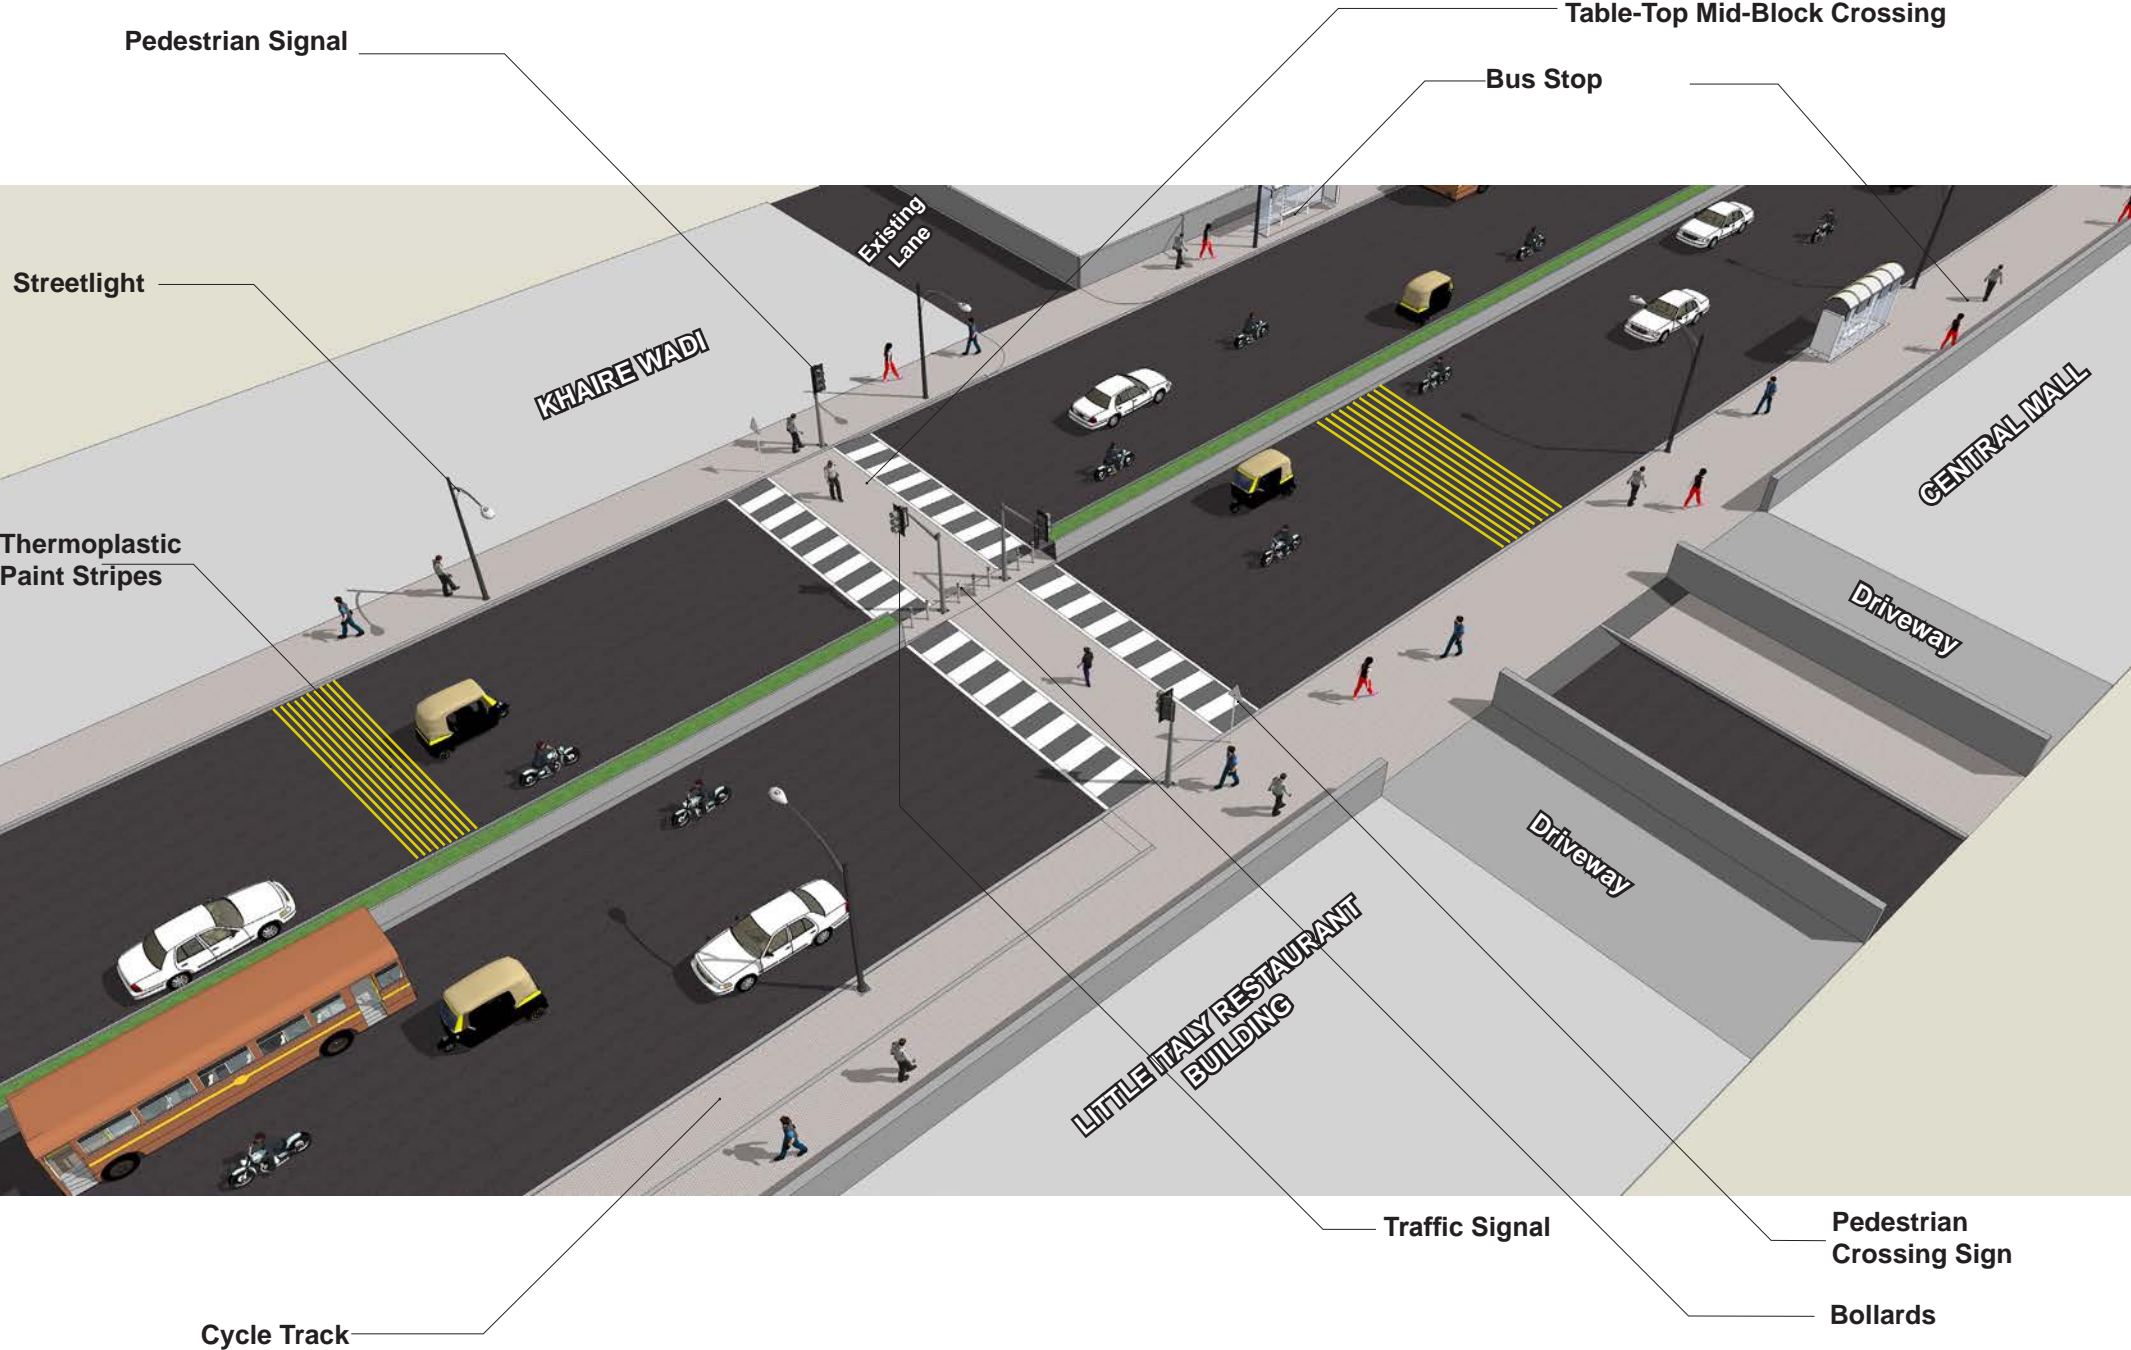 Table-Top Mid-Block Crossing
Pedestrian Signal
Bus Stop
Existing
Lane
Streetlight
KHAIRE WADI
CENTRAL MALL
Thermoplastic
Paint Stripes
Driveway
Driveway
LITTLE ITALY RESTAURANT
BUILDING
Traffic Signal
Pedestrian
Crossing Sign
Bollards
Cycle Track